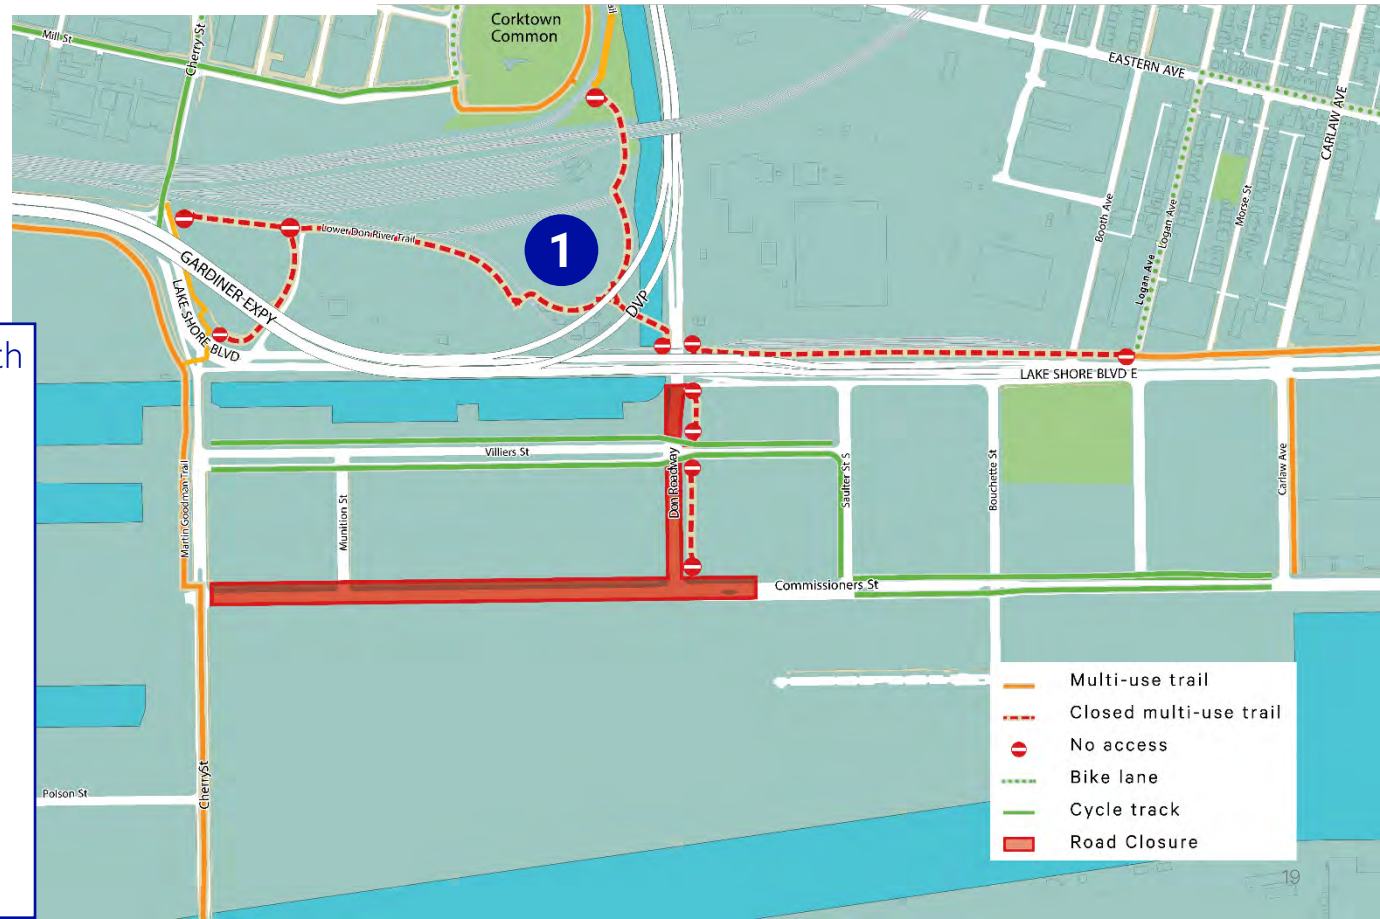 Corktown
Common
ail
Mill St
Cherry St
EASTERN AVE
CARLAW AVE
Morse St
Logan Ave
Logan Ave
Booth Ave
Lower Don River Trail
1
DVP
GARDINER EXPY
LAKE SHORE BLVD
ch
LAKE SHORE BLVD E
Villiers St
Martin Goodman Trail
Munition St
Don Roadway
Saulter St S
Bouchette St
Carlaw Ave
Commissioners St
Polson St
CherrySt
Multi-use trail
Closed multi-use trail
No access
Bike lane
Cycle track
Road Closure
19